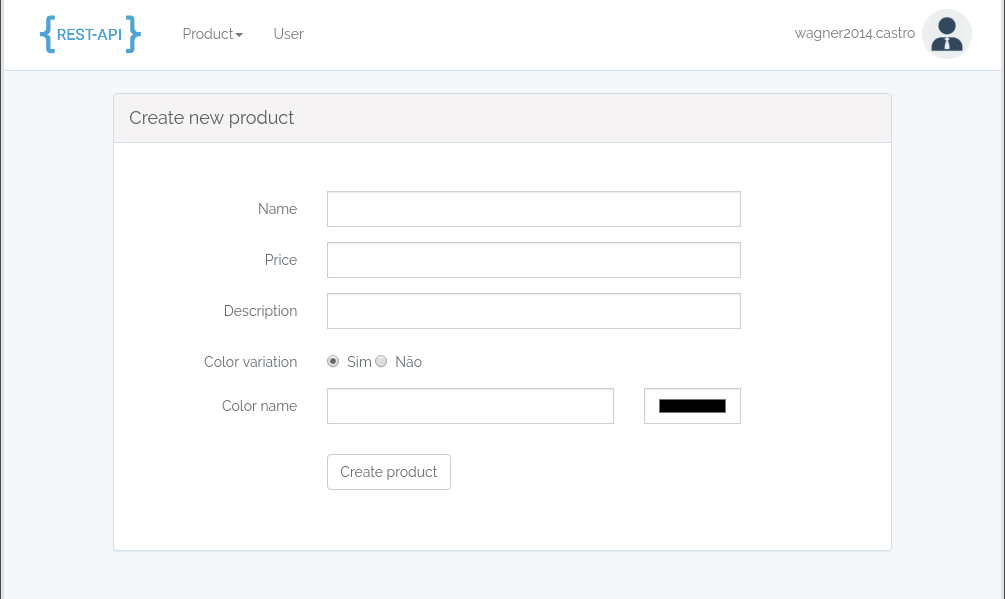 {REST-API} Product User wagner2014.castro
Create new product
Name
Price
Description
Color variation Sim Não
Color name
Create product